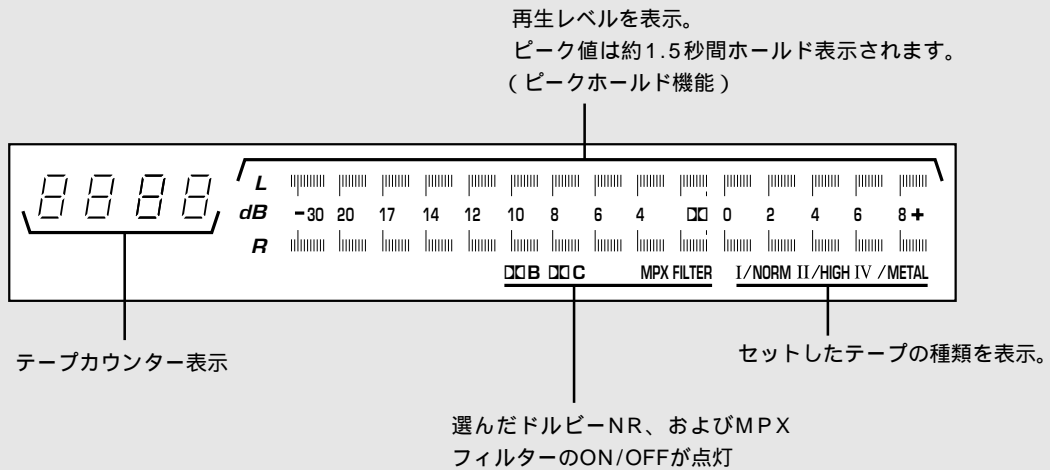 再生レベルを表示。
ピーク値は約1.5秒間ホールド表示されます。
(ピークホールド機能)
8888
L
dB -30 20 17 14 12 10 8 6 4 0 2 4 6 8+
R
B C MPX FILTER I/NORM II/HIGH IV /METAL
テープカウンター表示
セットしたテープの種類を表示。
選んだドルビーNR、およびMPX
フィルターのON/OFFが点灯